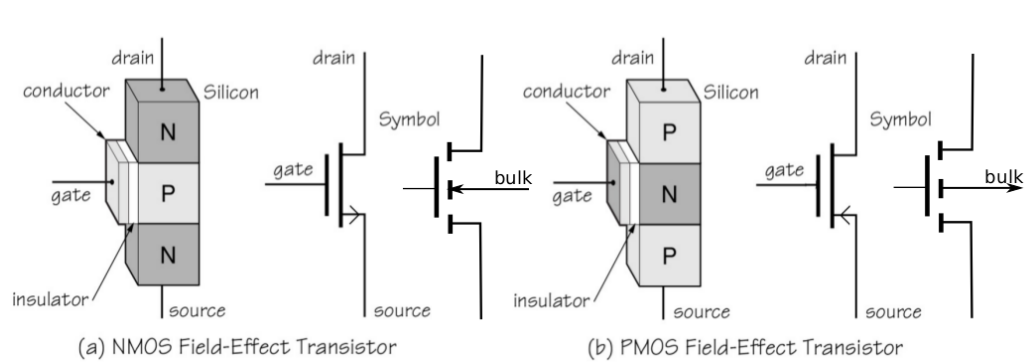 drain
conductor
Silicon
N
P
N
gate
insulator
source
drain
Symbol
gate
bulk
source
(a) NMOS Field-Effect Transistor
drain
conductor
Silicon
P
N
P
gate
insulator
source
drain
Symbol
gate
bulk
source
(b) PMOS Field-Effect Transistor